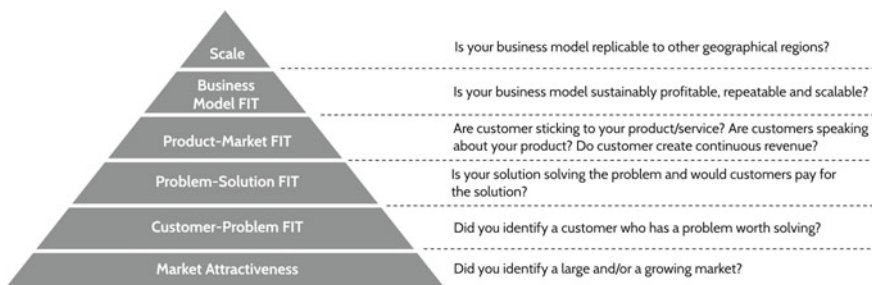 Scale
Is your business model replicable to other geographical regions?
Business
Model FIT
Is your business model sustainably profitable, repeatable and scalable?
Product-Market FIT
Are customer sticking to your product/service? Are customers speaking
about your product? Do customer create continuous revenue?
Problem-Solution FIT
Is your solution solving the problem and would customers pay for
the solution?
Customer-Problem FIT
Did you identify a customer who has a problem worth solving?
Market Attractiveness
Did you identify a large and/or a growing market?